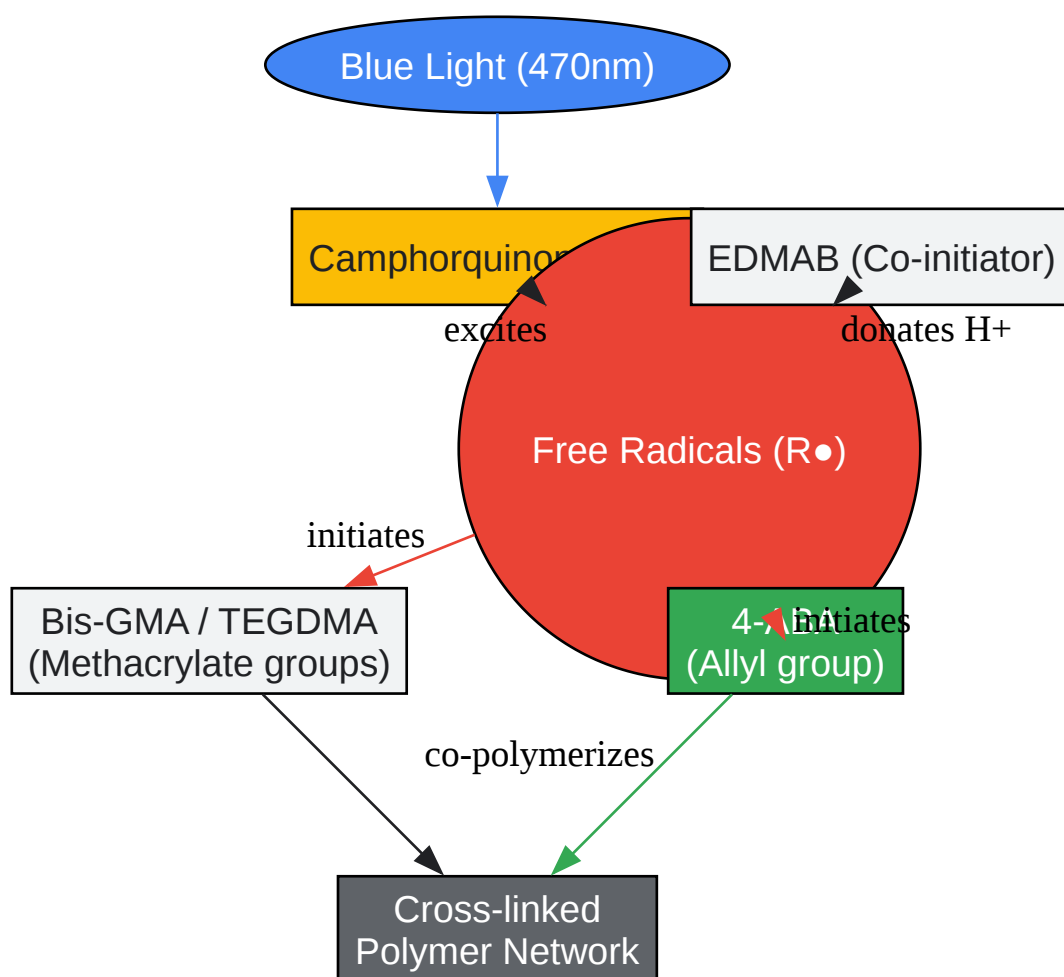 Blue Light (470nm)
EDMAB (Co-initiator)
excites
donates H+
Free Radicals (R●)
initiates
Bis-GMA / TEGDMA
(Methacrylate groups)
initiates
(Allyl group)
co-polymerizes
Cross-linked
Polymer Network